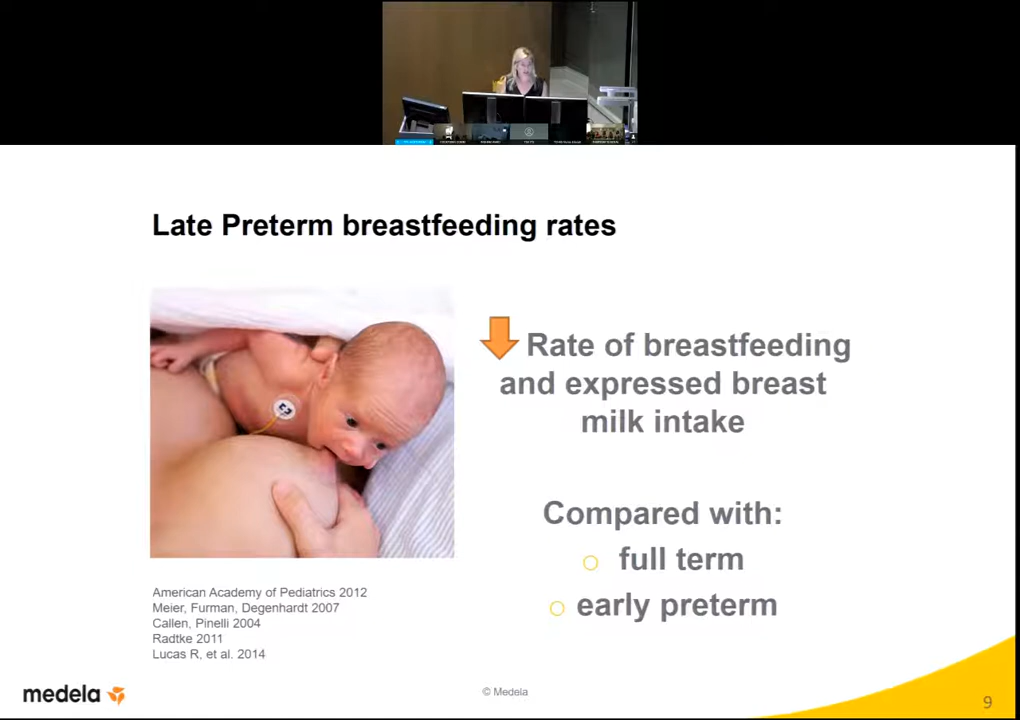 Late Preterm breastfeeding rates
Rate of breastfeeding
and expressed breast
milk intake
Compared with:
full term
early preterm
American Academy of Pediatrics 2012
Meier, Furman, Degenhardt 2007
Callen, Pinelli 2004
Radtke 2011
Lucas R, et al. 2014
medela
© Medela
9